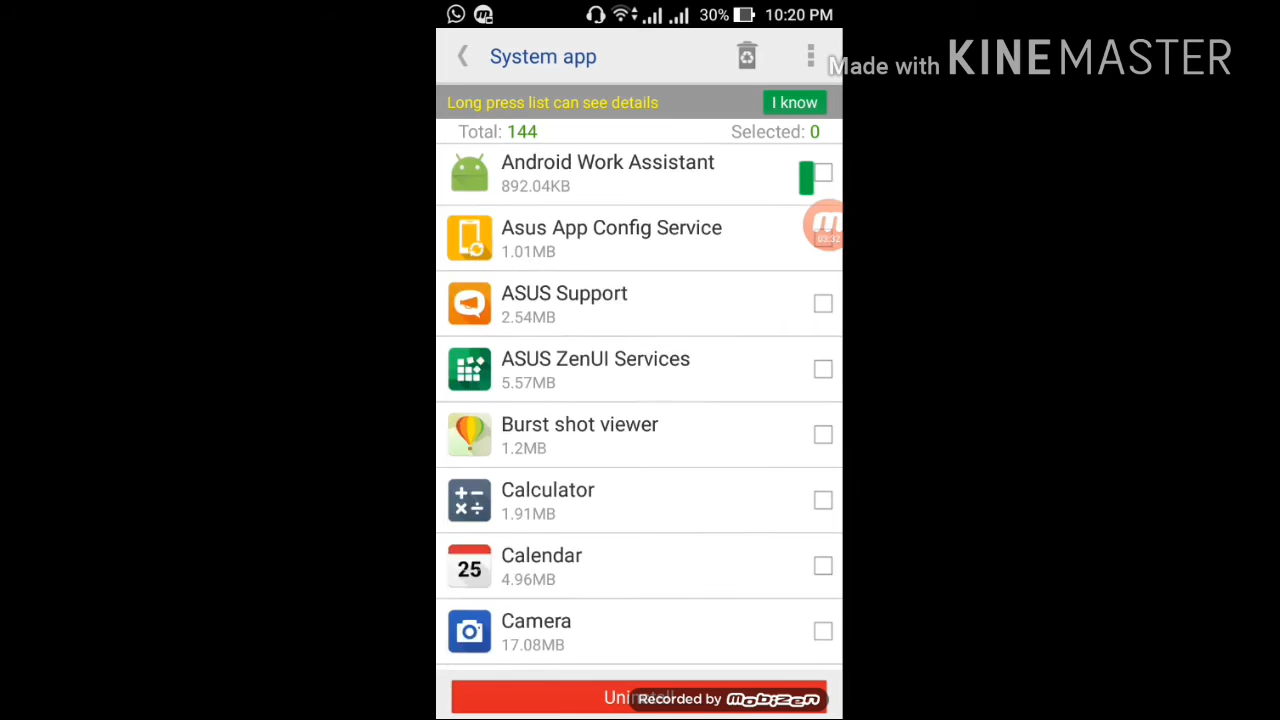 30% 10:20 PM
System app
Made with KINEMASTER
Long press list can see details I know
Total: 144 Selected: 0
Android Work Assistant
892.04KB
Asus App Config Service
1.01MB
03:32
ASUS Support
2.54MB
ASUS ZenUI Services
5.57MB
Burst shot viewer
1.2MB
Calculator
1.91MB
25
Calendar
4.96MB
Camera
17.08MB
Recorded by mobizen